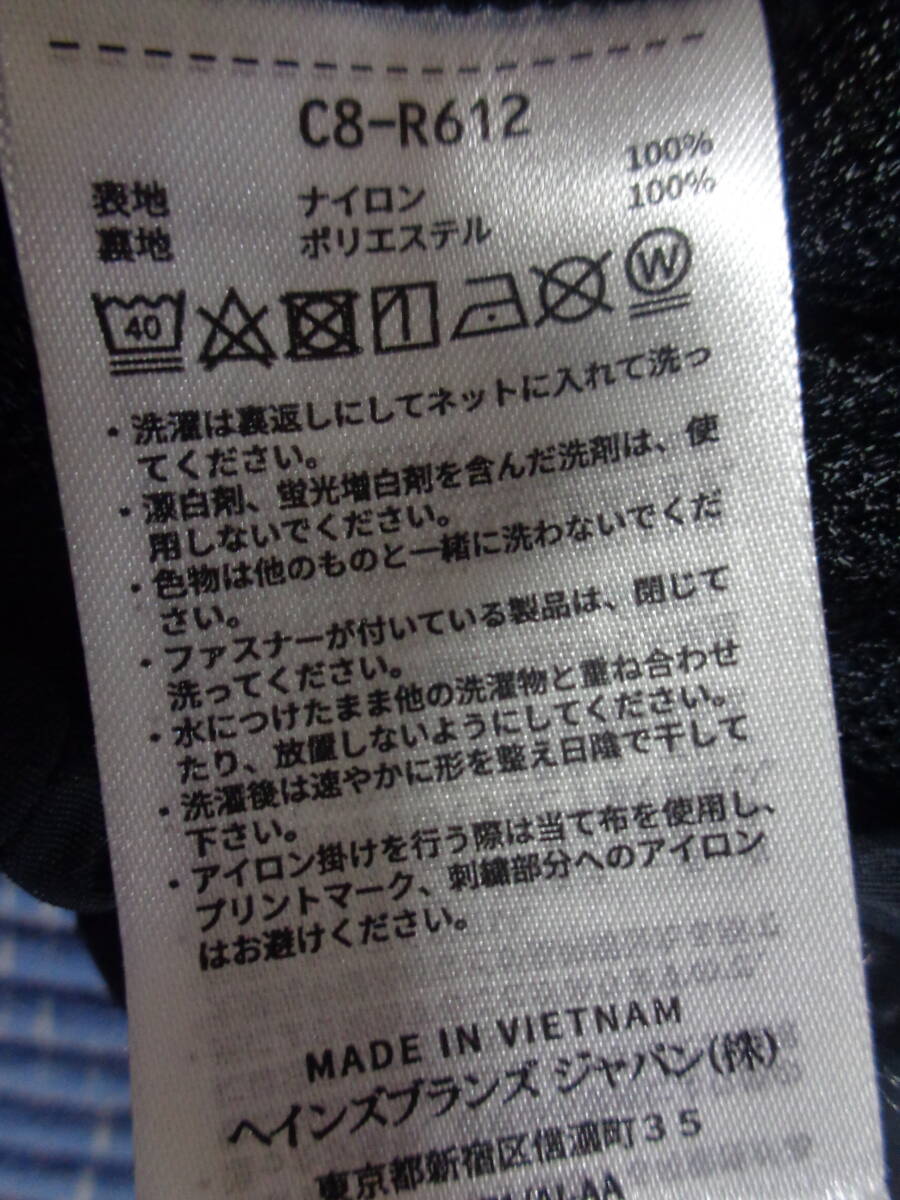 C8-R612
表地 ナイロン 100%
裏地 ポリエステル 100%
40 W
・洗濯は裏返しにしてネットに入れて洗っ
てください。
・漂白剤、蛍光増白剤を含んだ洗剤は、使
用しないでください。
・色物は他のものと一緒に洗わないでくだ
さい。
・ファスナーが付いている製品は、閉じて
洗ってください。
・水につけたまま他の洗濯物と重ね合わせ
たり、放置しないようにしてください。
・洗濯後は速やかに形を整え日陰で干して
下さい。
・アイロン掛けを行う際は当て布を使用し、
プリントマーク、刺繍部分へのアイロン
はお避けください。
MADE IN VIETNAM
ヘインズブランズ ジャパン(株)
東京都新宿区信濃町35